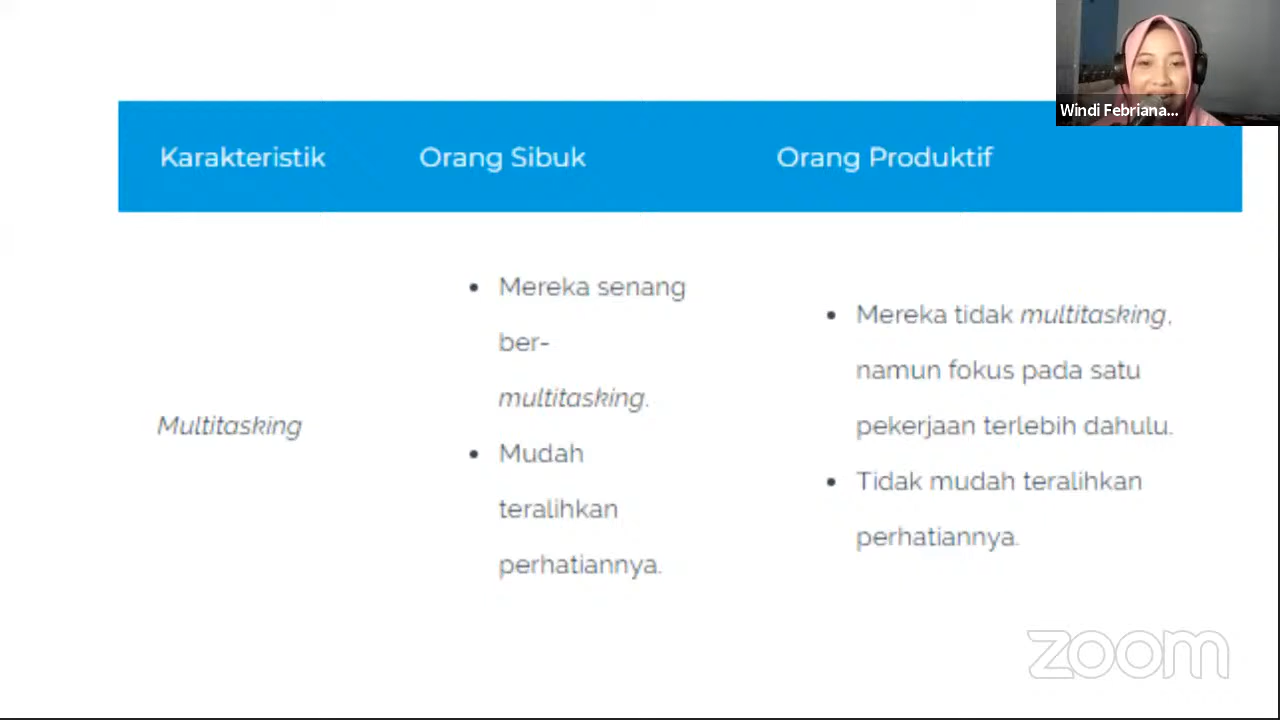 Windi Febriana...
Karakteristik
Orang Sibuk
Orang Produktif
Multitasking
• Mereka senang
ber-
multitasking.
• Mudah
teralihkan
perhatiannya.
• Mereka tidak multitasking,
namun fokus pada satu
pekerjaan terlebih dahulu.
• Tidak mudah teralihkan
perhatiannya.
zoom